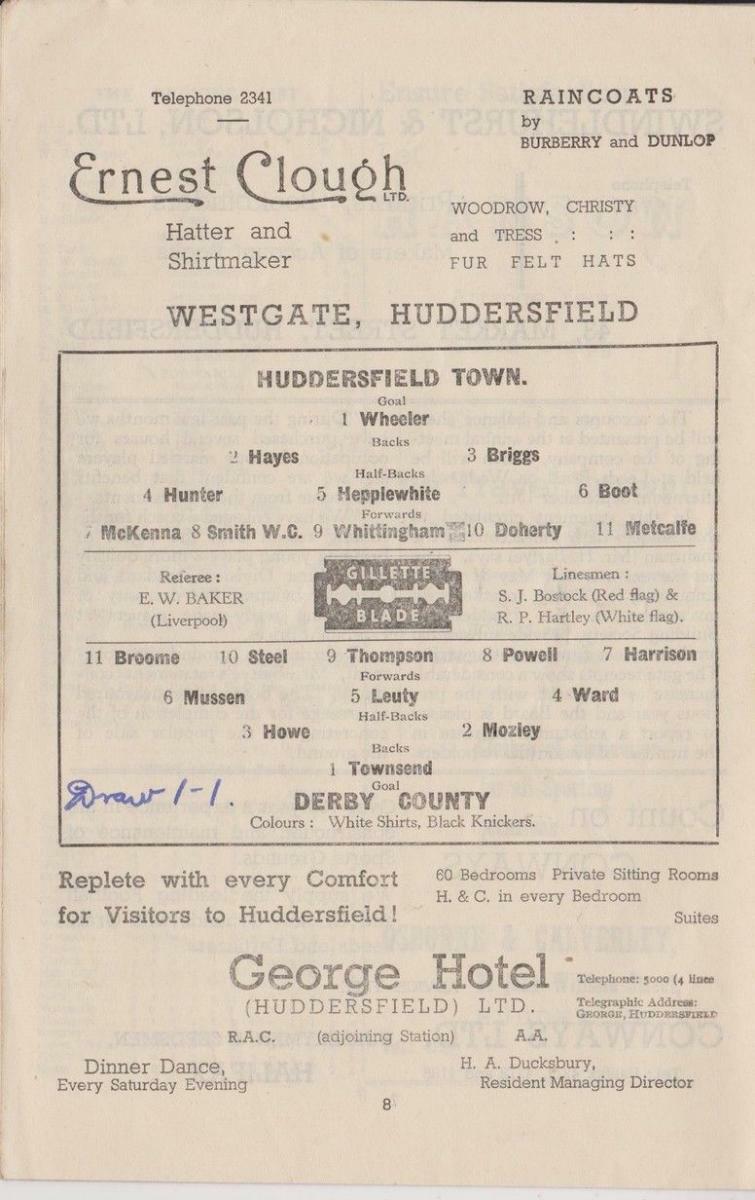 Telephone 2341
RAINCOATS
by
BURBERRY and DUNLOP
Ernest Clough LTD.
Hatter and
Shirtmaker
WOODROW, CHRISTY
and TRESS . : : :
FUR FELT HATS
WESTGATE, HUDDERSFIELD
HUDDERSFIELD TOWN.
Goal
1 Wheeler
Backs
2 Hayes 3 Briggs
Half-Backs
4 Hunter 5 Hepplewhite 6 Boot
Forwards
7 McKenna 8 Smith W.C. 9 Whittingham 10 Doherty 11 Metcalfe
Referee :
E. W. BAKER
(Liverpool)
GILLETTE
BLADE
Linesmen :
S. J. Bostock (Red flag) &
R. P. Hartley (White flag).
11 Broome 10 Steel 9 Thompson 8 Powell 7 Harrison
Forwards
6 Mussen 5 Leuty 4 Ward
Half-Backs
3 Howe 2 Mozley
Backs
1 Townsend
Goal
Draw 1-1.
DERBY COUNTY
Colours : White Shirts, Black Knickers.
Replete with every Comfort
for Visitors to Huddersfield!
60 Bedrooms Private Sitting Rooms
H. & C. in every Bedroom
Suites
George Hotel
(HUDDERSFIELD) LTD.
Telephone: 5000 (4 lines
Telegraphic Address:
GEORGE, HUDDERSFIELD
R.A.C. (adjoining Station) A.A.
Dinner Dance,
Every Saturday Evening
H. A. Ducksbury,
Resident Managing Director
8